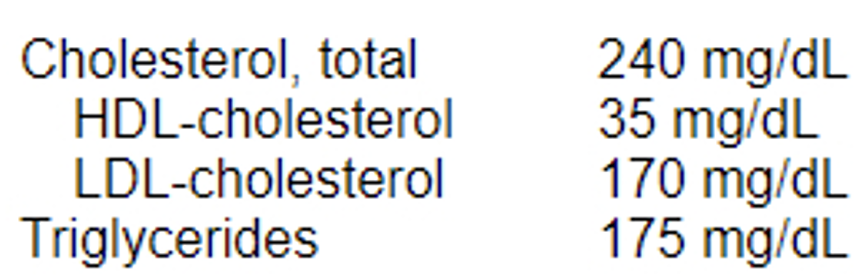 Cholesterol, total 240 mg/dL
HDL-cholesterol 35 mg/dL
LDL-cholesterol 170 mg/dL
Triglycerides 175 mg/dL